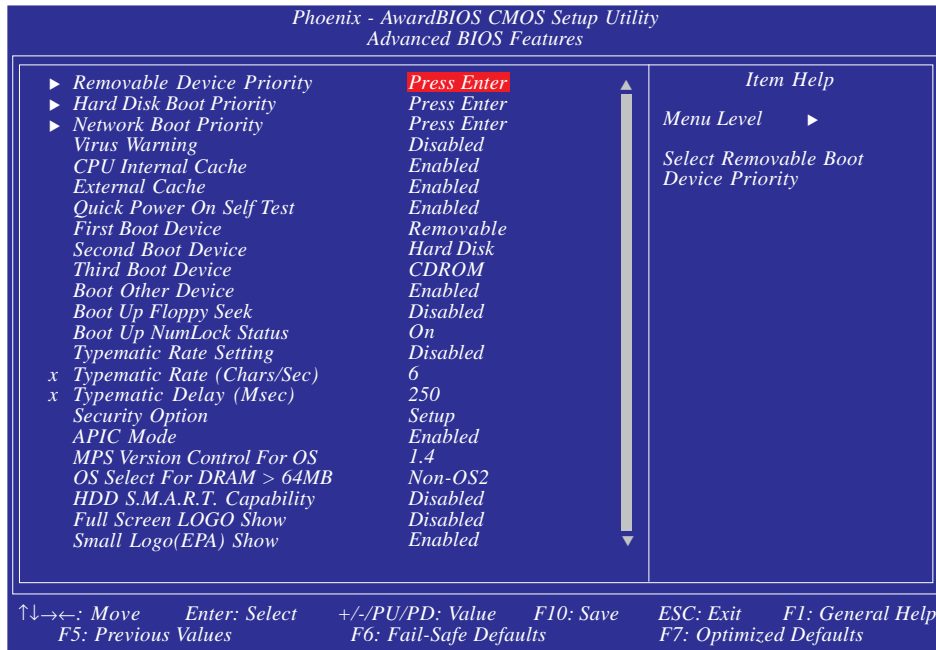 Phoenix - AwardBIOS CMOS Setup Utility
Advanced BIOS Features
▶ Removable Device Priority Press Enter
▶ Hard Disk Boot Priority Press Enter
▶ Network Boot Priority Press Enter
Virus Warning Disabled
CPU Internal Cache Enabled
External Cache Enabled
Quick Power On Self Test Enabled
First Boot Device Removable
Second Boot Device Hard Disk
Third Boot Device CDROM
Boot Other Device Enabled
Boot Up Floppy Seek Disabled
Boot Up NumLock Status On
Typematic Rate Setting Disabled
x Typematic Rate (Chars/Sec) 6
x Typematic Delay (Msec) 250
Security Option Setup
APIC Mode Enabled
MPS Version Control For OS 1.4
OS Select For DRAM > 64MB Non-OS2
HDD S.M.A.R.T. Capability Disabled
Full Screen LOGO Show Disabled
Small Logo(EPA) Show Enabled
Item Help
Menu Level ▶
Select Removable Boot
Device Priority
↑↓→←: Move Enter: Select +/-/PU/PD: Value F10: Save ESC: Exit F1: General Help
F5: Previous Values F6: Fail-Safe Defaults F7: Optimized Defaults